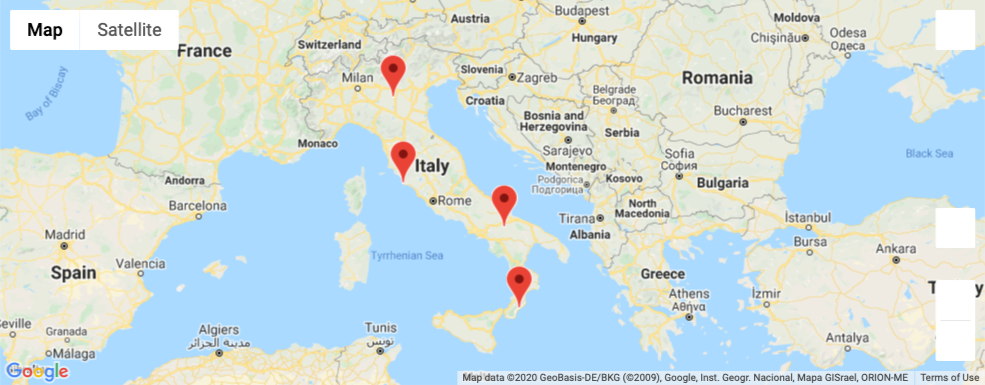 Map
Satellite
France
Bay of Biscay
Switzerland
Austria
Budapest
Hungary
Moldova
Chișinău
Odesa
Одеса
Milan
Slovenia
Zagreb
Croatia
Romania
Belgrade
Београд
Bosnia and
Herzegovina
Serbia
Bucharest
Monaco
Sarajevo
Montenegro
Podgorica
Подгорица
Kosovo
Sofia
София
Bulgaria
Black Sea
Italy
Andorra
Barcelona
Rome
Tirana
Albania
North
Macedonia
İstanbul
Bursa
Madrid
Spain
Valencia
Tyrrhenian Sea
Greece
Ankara
Athens
Αθήνα
İzmir
Seville
Granada
Málaga
Algiers
مدينة الجزائر
Tunis
تونس
Antalya
Google
Map data ©2020 GeoBasis-DE/BKG (©2009), Google, Inst. Geogr. Nacional, Mapa GISrael, ORION-ME
Terms of Use